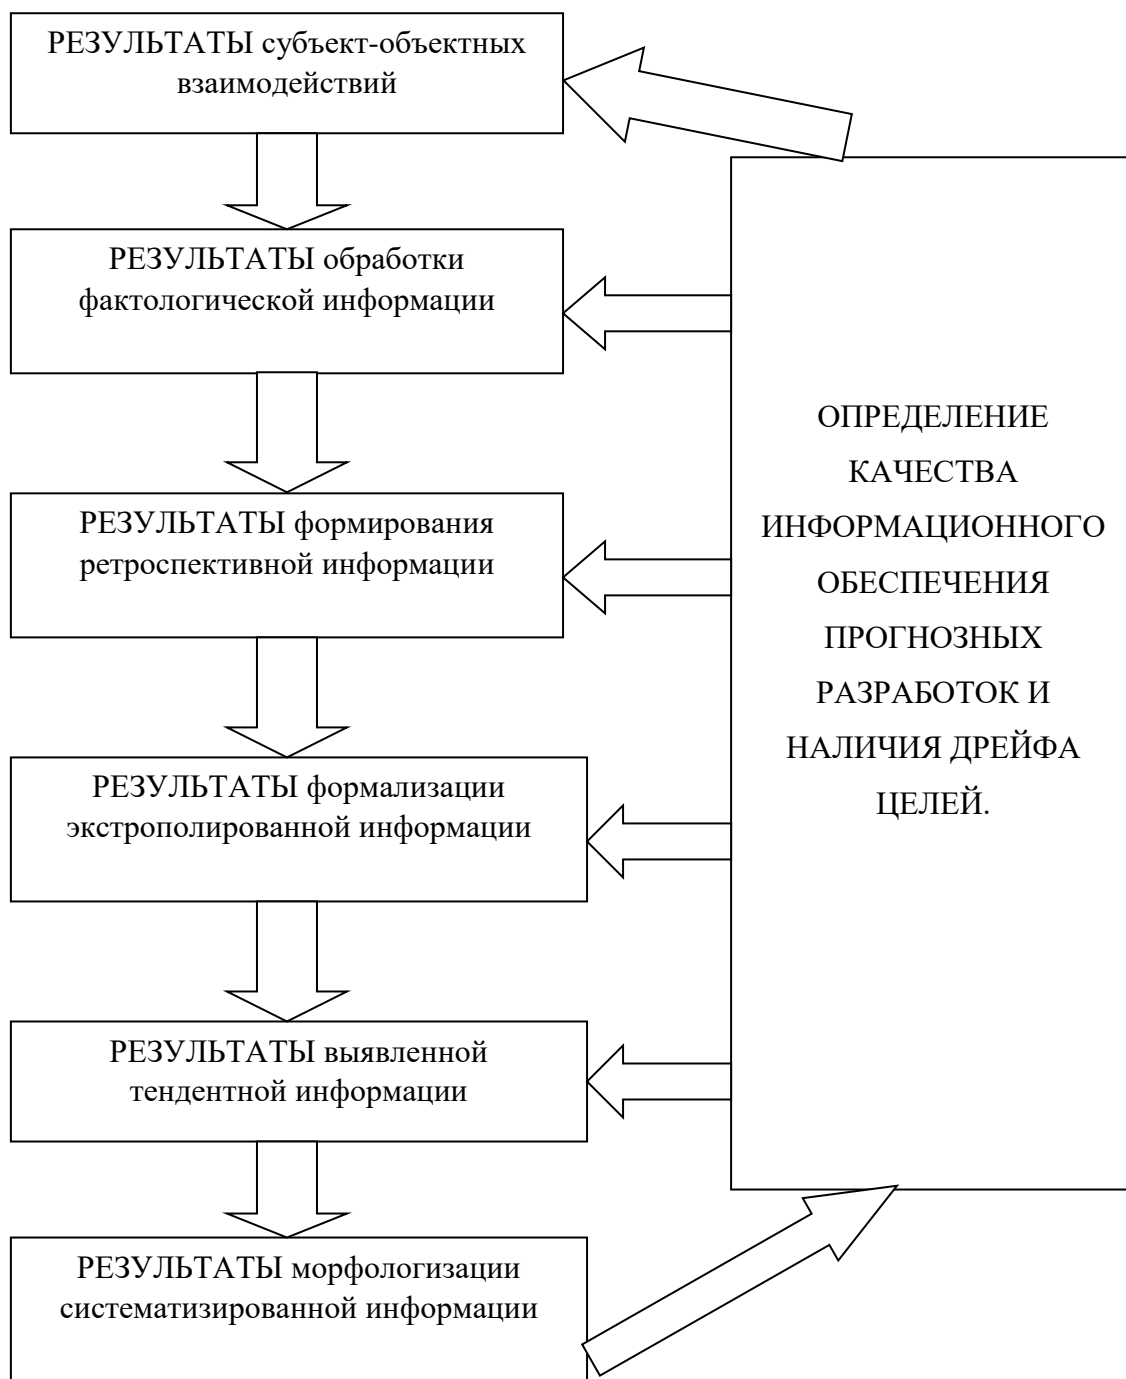 РЕЗУЛЬТАТЫ субъект-объектных
взаимодействий
РЕЗУЛЬТАТЫ обработки
фактологической информации
РЕЗУЛЬТАТЫ формирования
ретроспективной информации
РЕЗУЛЬТАТЫ формализации
экстрополированной информации
РЕЗУЛЬТАТЫ выявленной
тендентной информации
РЕЗУЛЬТАТЫ морфологизации
систематизированной информации
ОПРЕДЕЛЕНИЕ
КАЧЕСТВА
ИНФОРМАЦИОННОГО
ОБЕСПЕЧЕНИЯ
ПРОГНОЗНЫХ
РАЗРАБОТОК И
НАЛИЧИЯ ДРЕЙФА
ЦЕЛЕЙ.